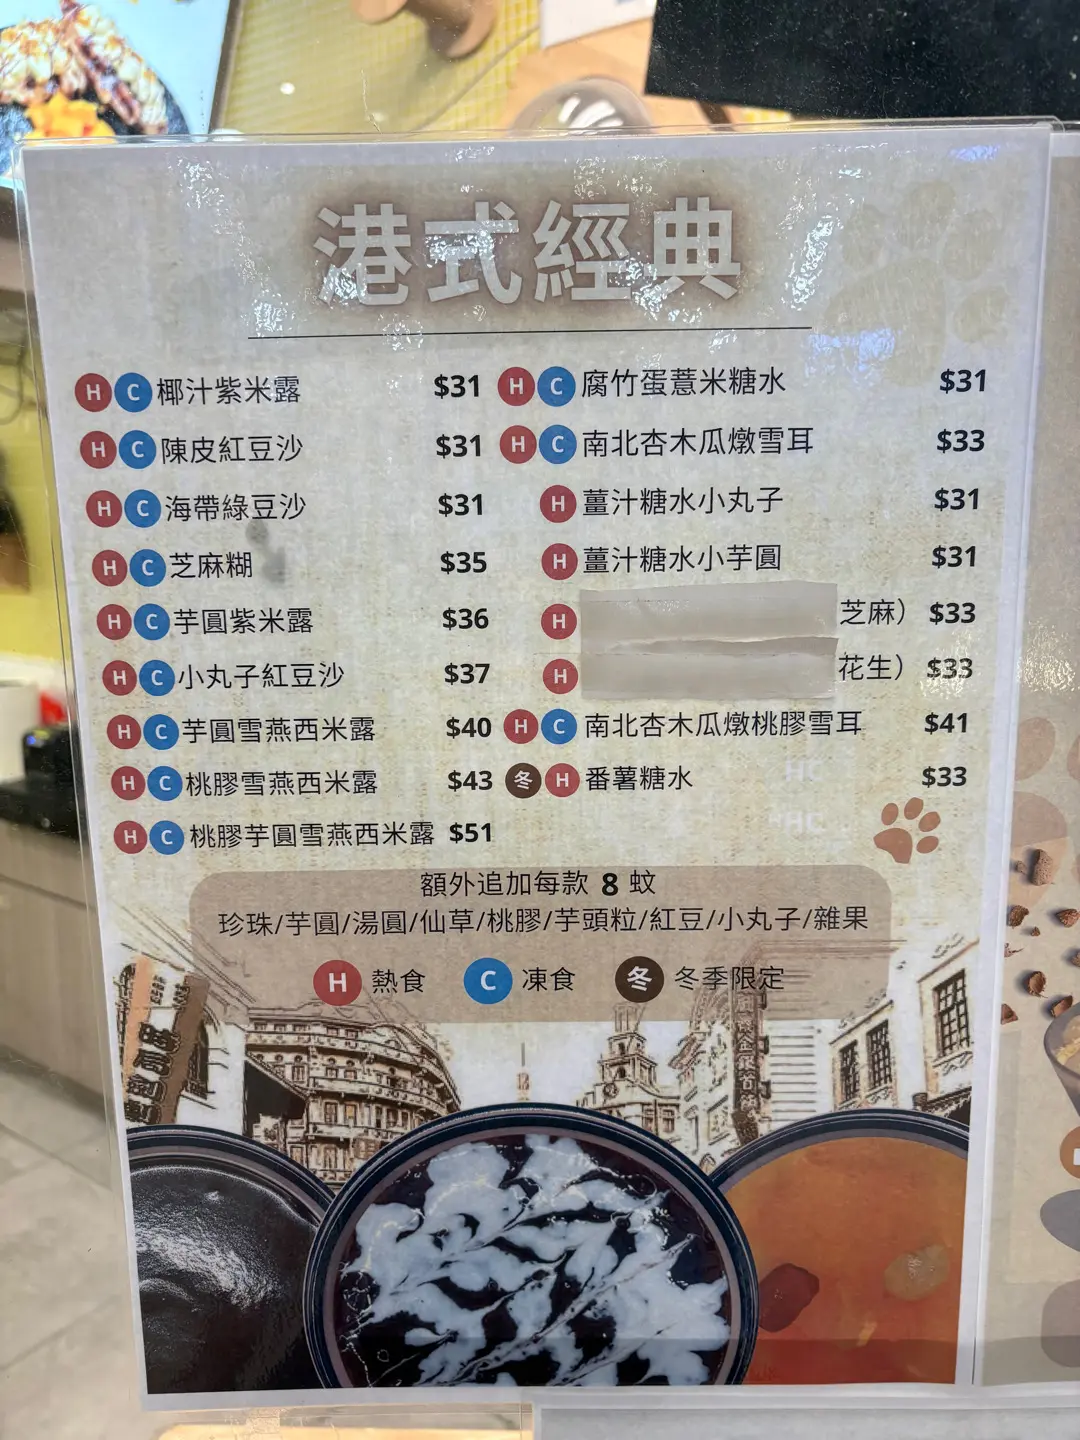 港式經典
H C 椰汁紫米露 $31
H C 陳皮紅豆沙 $31
H C 海帶綠豆沙 $31
H C 芝麻糊 $35
H C 芋圓紫米露 $36
H C 小丸子紅豆沙 $37
H C 芋圓雪燕西米露 $40
H C 桃膠雪燕西米露 $43
H C 桃膠芋圓雪燕西米露 $51
H C 腐竹蛋薏米糖水 $31
H C 南北杏木瓜燉雪耳 $33
H 薑汁糖水小丸子 $31
H 薑汁糖水小芋圓 $31
H 芝麻） $33
H 花生） $33
H C 南北杏木瓜燉桃膠雪耳 $41
冬 H 番薯糖水 $33
額外追加每款 8 蚊
珍珠/芋圓/湯圓/仙草/桃膠/芋頭粒/紅豆/小丸子/雜果
H 熱食 C 凍食 冬 冬季限定